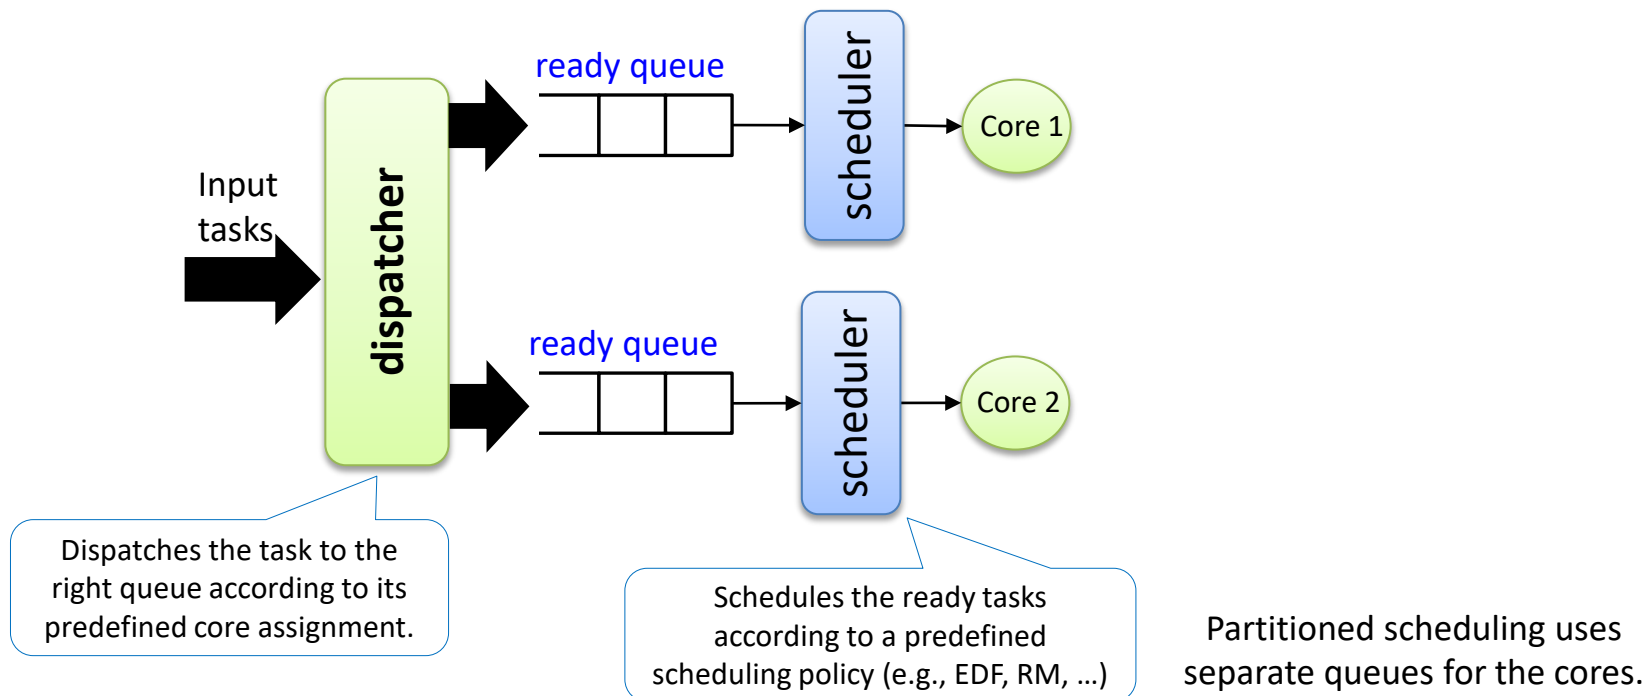 Input
tasks
dispatcher
ready queue
scheduler
Core 1
ready queue
scheduler
Core 2
Dispatches the task to the
right queue according to its
predefined core assignment.
Schedules the ready tasks
according to a predefined
scheduling policy (e.g., EDF, RM, …)
Partitioned scheduling uses
separate queues for the cores.